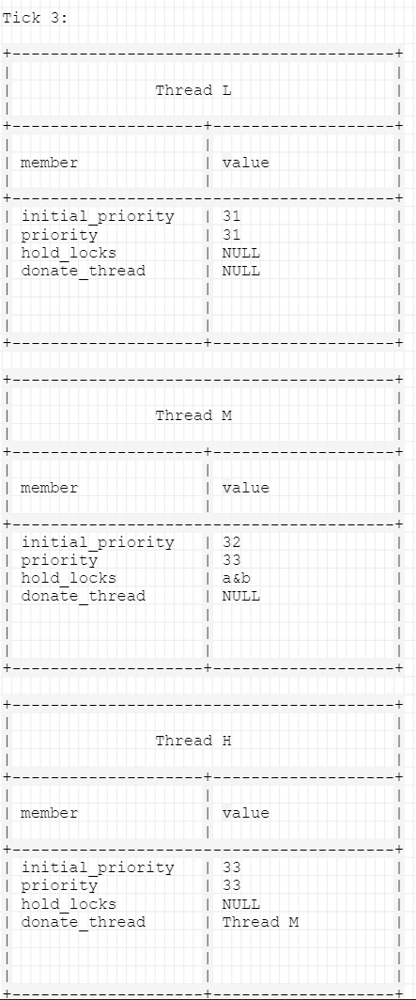 Tick 3:
+----------------------------------------+
|                                        |
|               Thread L                 |
|                                        |
+--------------------+-------------------+
|                    |                   |
| member             | value             |
|                    |                   |
+----------------------------------------+
| initial_priority   | 31                |
| priority           | 31                |
| hold_locks         | NULL              |
| donate_thread      | NULL              |
|                    |                   |
|                    |                   |
|                    |                   |
+--------------------+-------------------+
+----------------------------------------+
|                                        |
|               Thread M                 |
|                                        |
+--------------------+-------------------+
|                    |                   |
| member             | value             |
|                    |                   |
+----------------------------------------+
| initial_priority   | 32                |
| priority           | 33                |
| hold_locks         | a&b               |
| donate_thread      | NULL              |
|                    |                   |
|                    |                   |
|                    |                   |
+--------------------+-------------------+
+----------------------------------------+
|                                        |
|               Thread H                 |
|                                        |
+--------------------+-------------------+
|                    |                   |
| member             | value             |
|                    |                   |
+----------------------------------------+
| initial_priority   | 33                |
| priority           | 33                |
| hold_locks         | NULL              |
| donate_thread      | Thread M          |
|                    |                   |
|                    |                   |
|                    |                   |
+--------------------+-------------------+